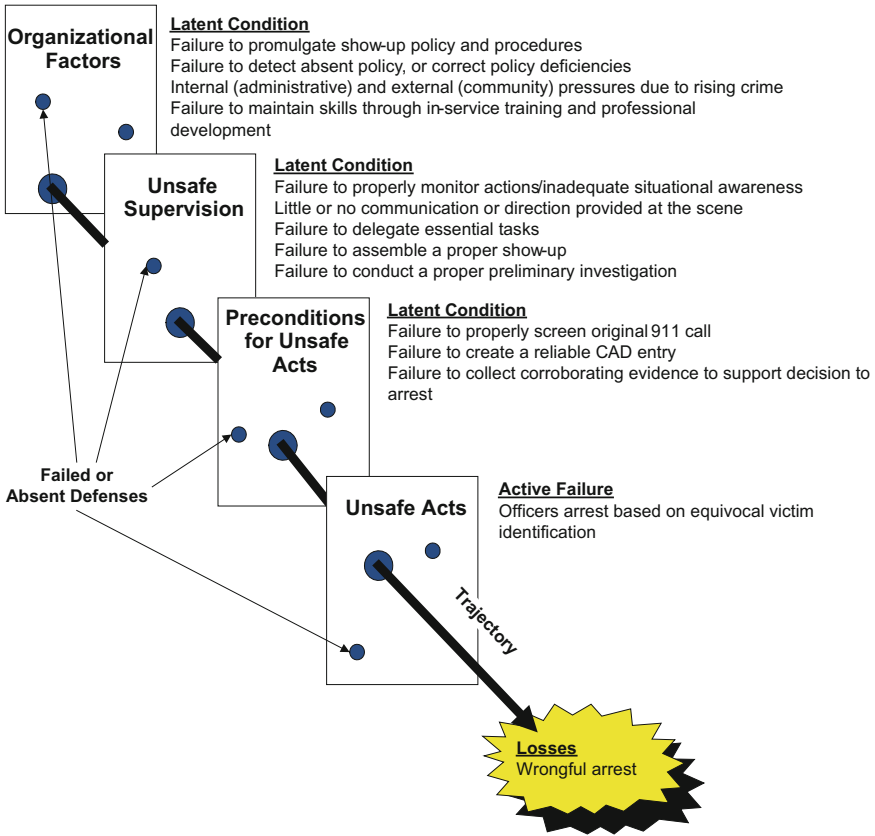 Organizational
Factors
Latent Condition
Failure to promulgate show-up policy and procedures
Failure to detect absent policy, or correct policy deficiencies
Internal (administrative) and external (community) pressures due to rising crime
Failure to maintain skills through in-service training and professional
development
Unsafe
Supervision
Latent Condition
Failure to properly monitor actions/inadequate situational awareness
Little or no communication or direction provided at the scene
Failure to delegate essential tasks
Failure to assemble a proper show-up
Failure to conduct a proper preliminary investigation
Preconditions
for Unsafe
Acts
Latent Condition
Failure to properly screen original 911 call
Failure to create a reliable CAD entry
Failure to collect corroborating evidence to support decision to
arrest
Failed or
Absent Defenses
Unsafe Acts
Active Failure
Officers arrest based on equivocal victim
identification
Trajectory
Losses
Wrongful arrest